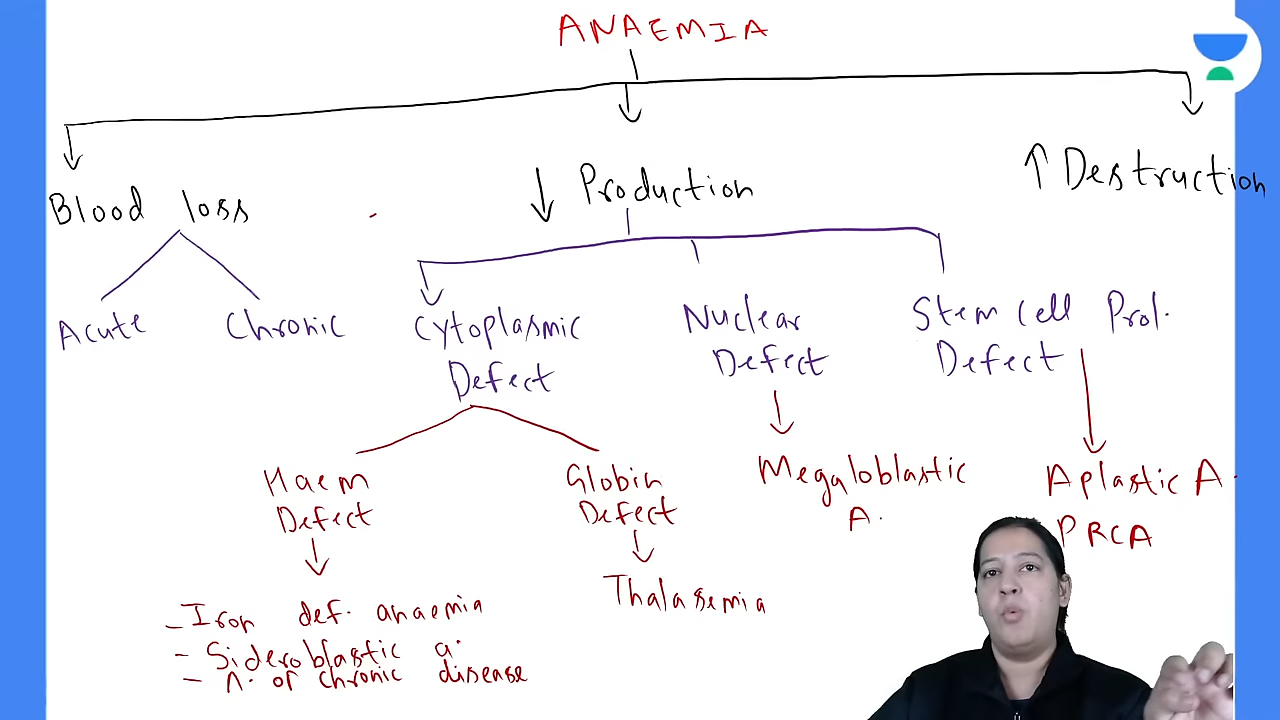 ANAEMIA
Blood loss
↓ Production
↑ Destruction
Acute
Chronic
Cytoplasmic
Defect
Nuclear
Defect
Stem cell Prol.
Defect
Haem
Defect
Globin
Defect
Megaloblastic
A.
Aplastic A.
PRCA
- Iron def. anaemia
- Sideroblastic a.
- A. of chronic disease
Thalasemia